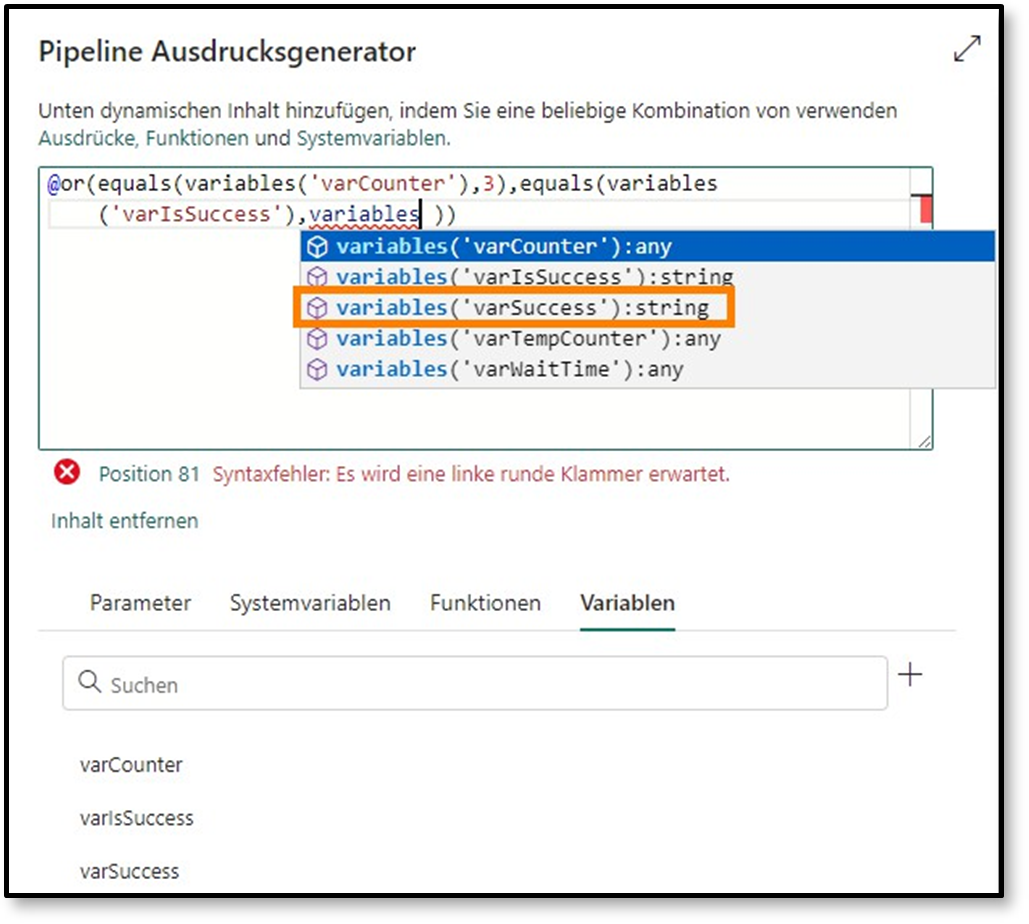 Pipeline Ausdrucksgenerator
Unten dynamischen Inhalt hinzufügen, indem Sie eine beliebige Kombination von verwenden
Ausdrücke, Funktionen und Systemvariablen.
@or(equals(variables('varCounter'),3),equals(variables
('varIsSuccess'),variables ))
variables('varCounter'):any
variables('varIsSuccess'):string
variables('varSuccess'):string
variables('varTempCounter'):any
variables('varWaitTime'):any
Position 81 Syntaxfehler: Es wird eine linke runde Klammer erwartet.
Inhalt entfernen
Parameter Systemvariablen Funktionen Variablen
Suchen
varCounter
varIsSuccess
varSuccess